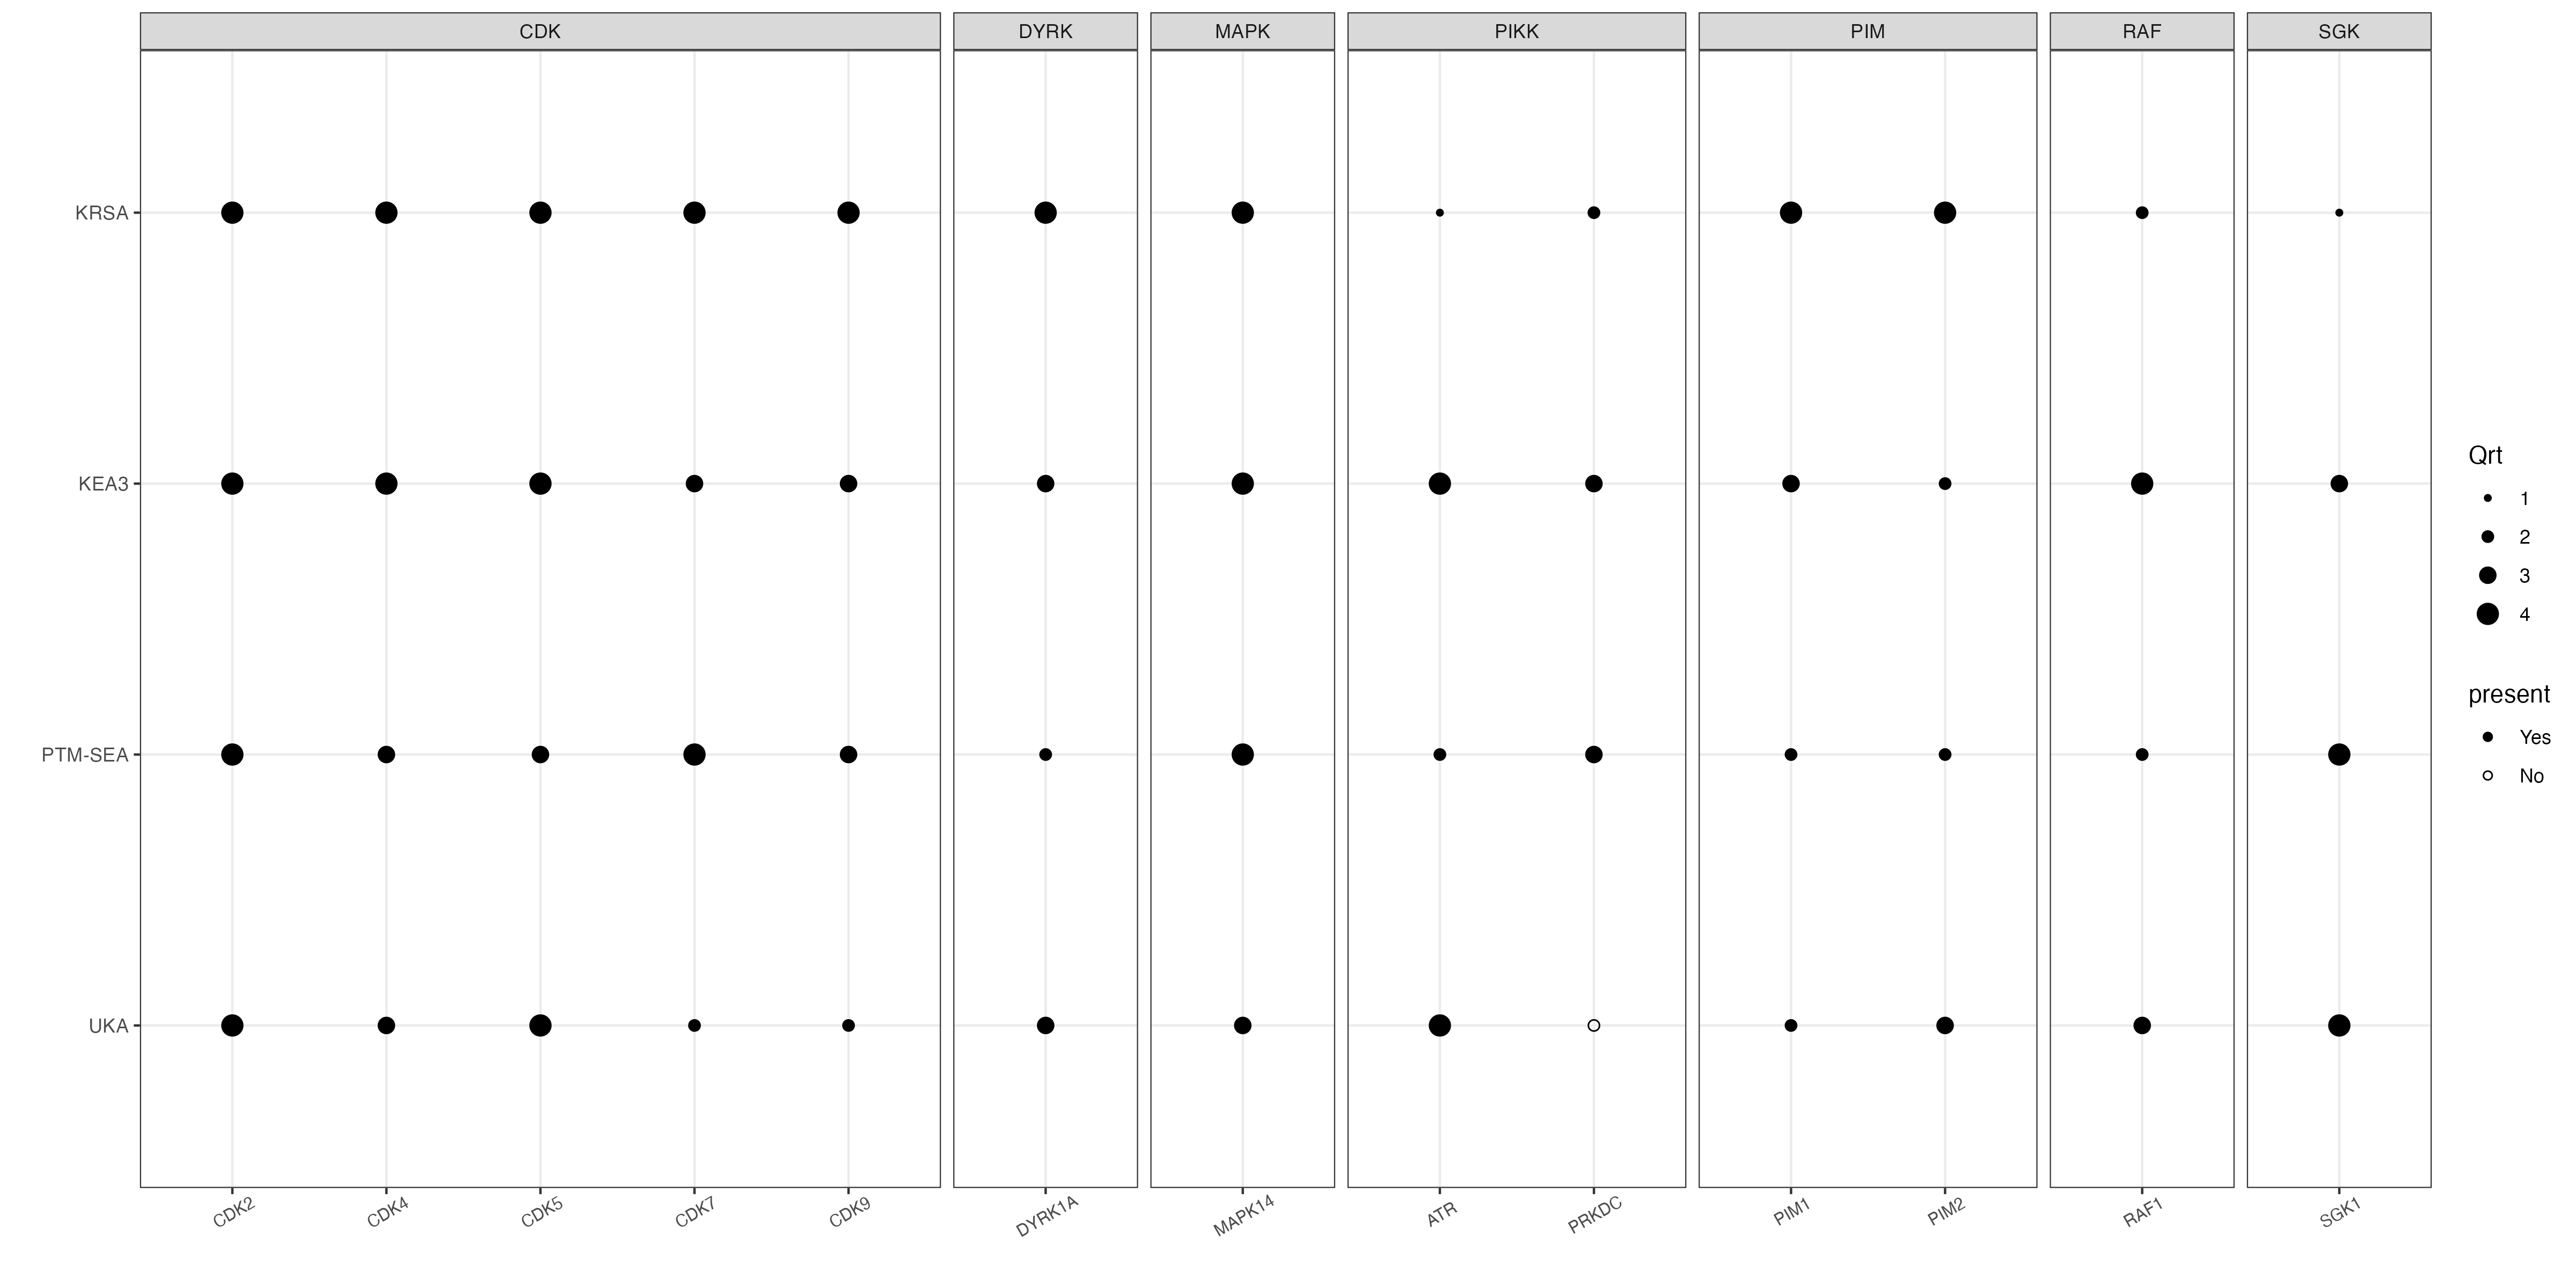 CDK DYRK MAPK PIKK PIM RAF SGK
KRSA
KEA3
PTM-SEA
UKA
CDK2 CDK4 CDK5 CDK7 CDK9 DYRK1A MAPK14 ATR PRKDC PIM1 PIM2 RAF1 SGK1
Qrt
1
2
3
4
present
Yes
No